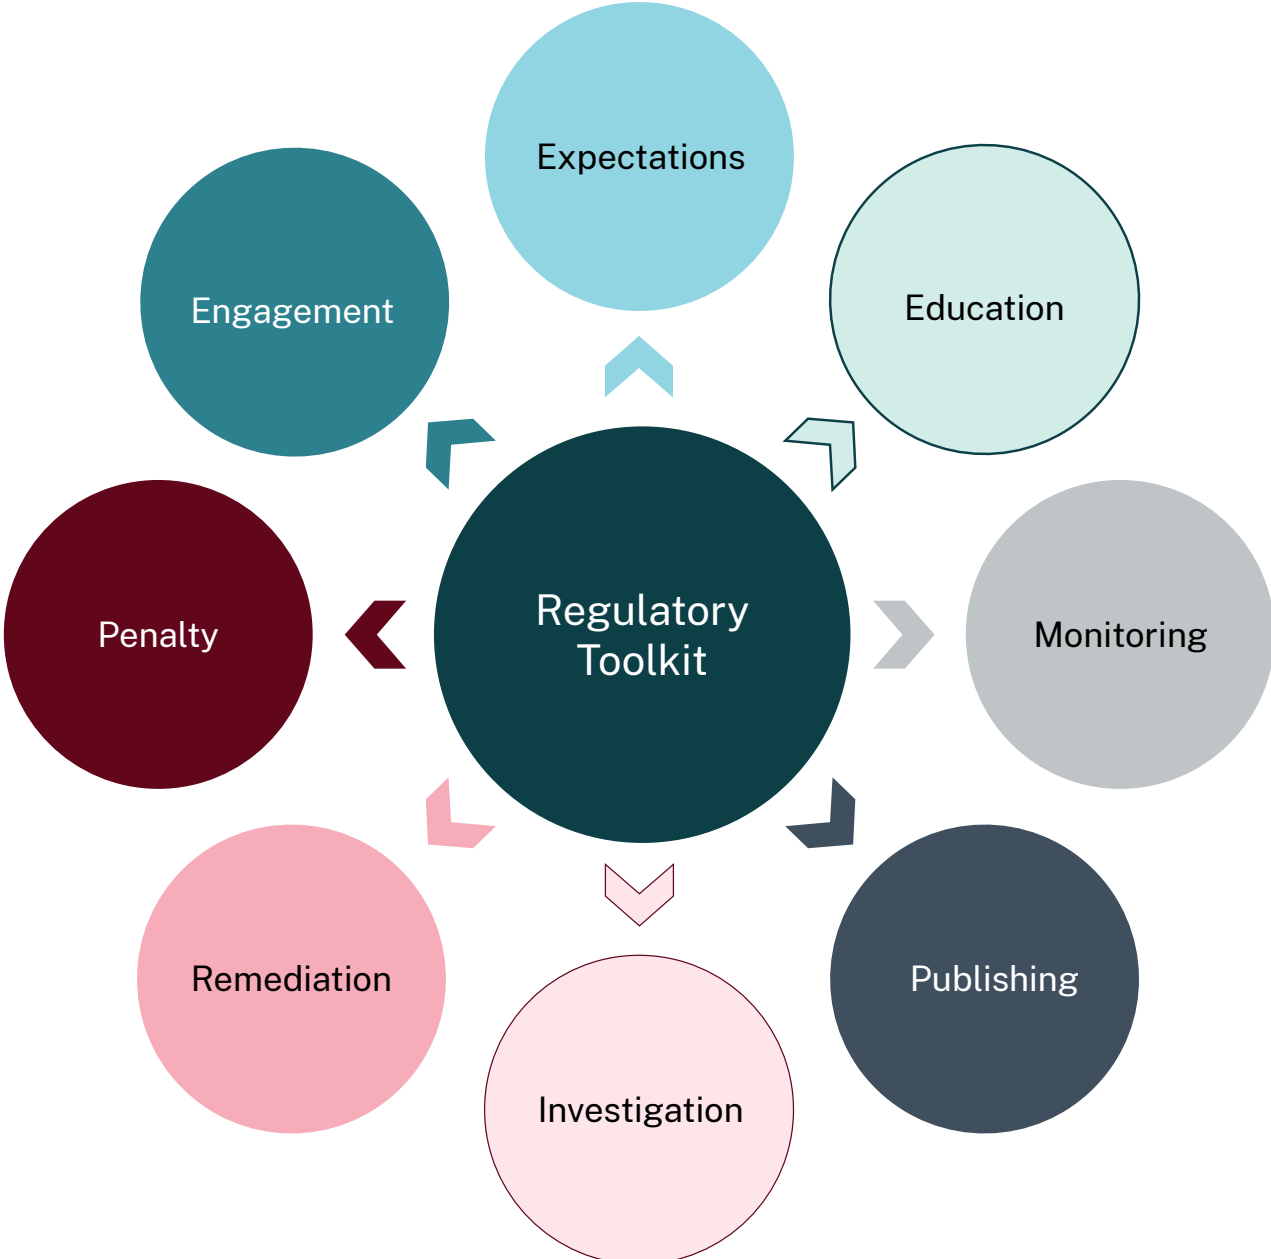 Expectations
Engagement
Education
Regulatory
Toolkit
Penalty
Monitoring
Remediation
Publishing
Investigation